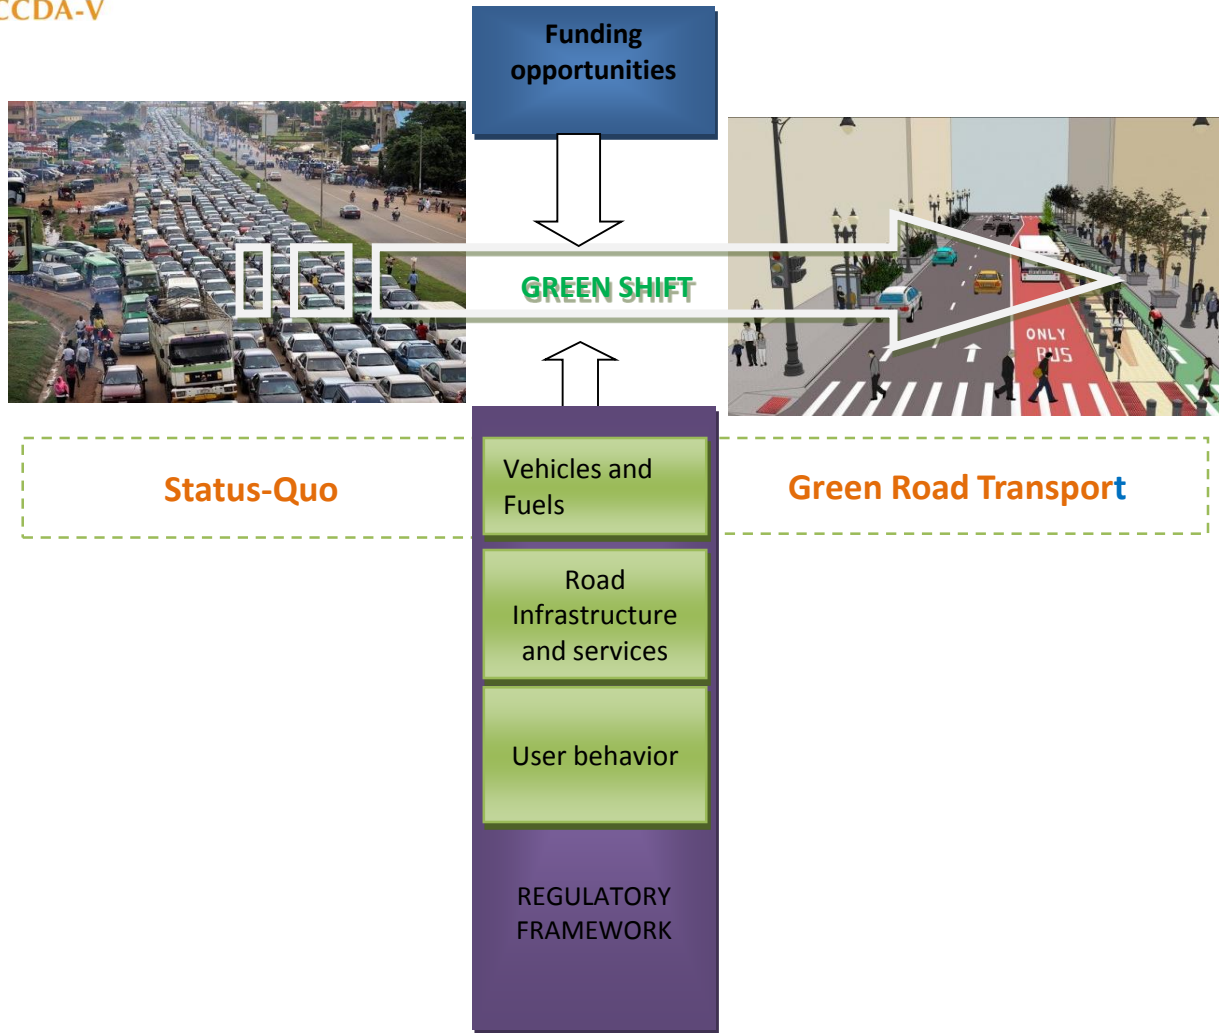 CCDA-V
Funding
opportunities
GREEN SHIFT
ONLY
BUS
Status-Quo
Vehicles and
Fuels
Green Road Transport
Road
Infrastructure
and services
User behavior
REGULATORY
FRAMEWORK